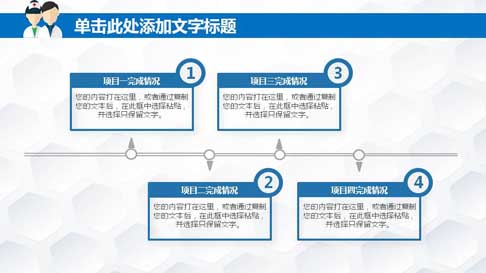 单击此处添加文字标题
1
项目一完成情况
您的内容打在这里，或者通过复制
您的文本后，在此框中选择粘贴，
并选择只保留文字。
3
项目三完成情况
您的内容打在这里，或者通过复制
您的文本后，在此框中选择粘贴，
并选择只保留文字。
2
项目二完成情况
您的内容打在这里，或者通过复制
您的文本后，在此框中选择粘贴，
并选择只保留文字。
4
项目四完成情况
您的内容打在这里，或者通过复制
您的文本后，在此框中选择粘贴，
并选择只保留文字。